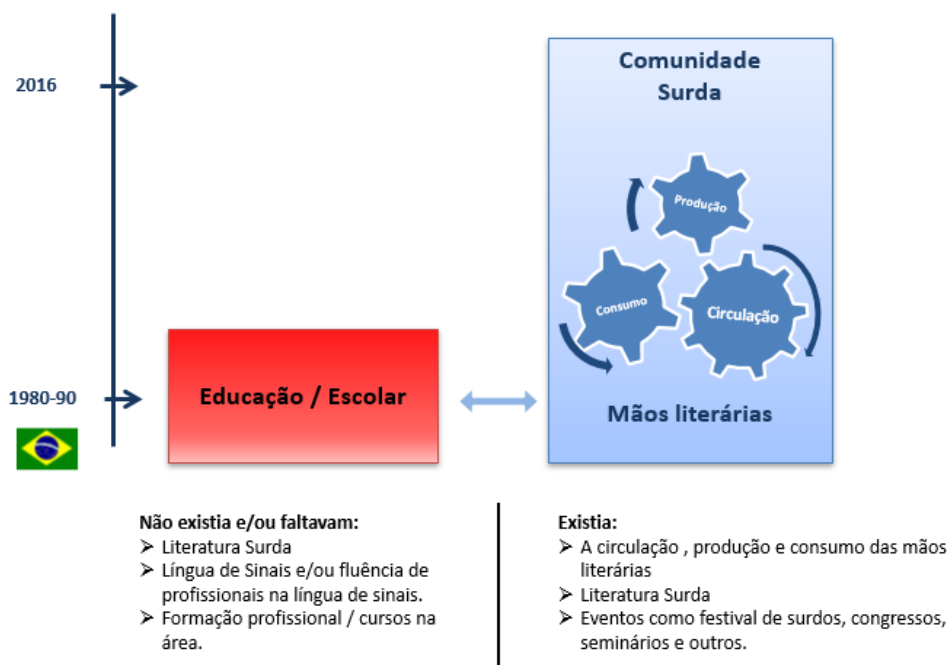 2016
1980-90
Educação / Escolar
Comunidade
Surda
Produção
Consumo
Circulação
Mãos literárias
Não existia e/ou faltavam:
➢ Literatura Surda
➢ Língua de Sinais e/ou fluência de
profissionais na língua de sinais.
➢ Formação profissional / cursos na
área.
Existia:
➢ A circulação , produção e consumo das mãos
literárias
➢ Literatura Surda
➢ Eventos como festival de surdos, congressos,
seminários e outros.